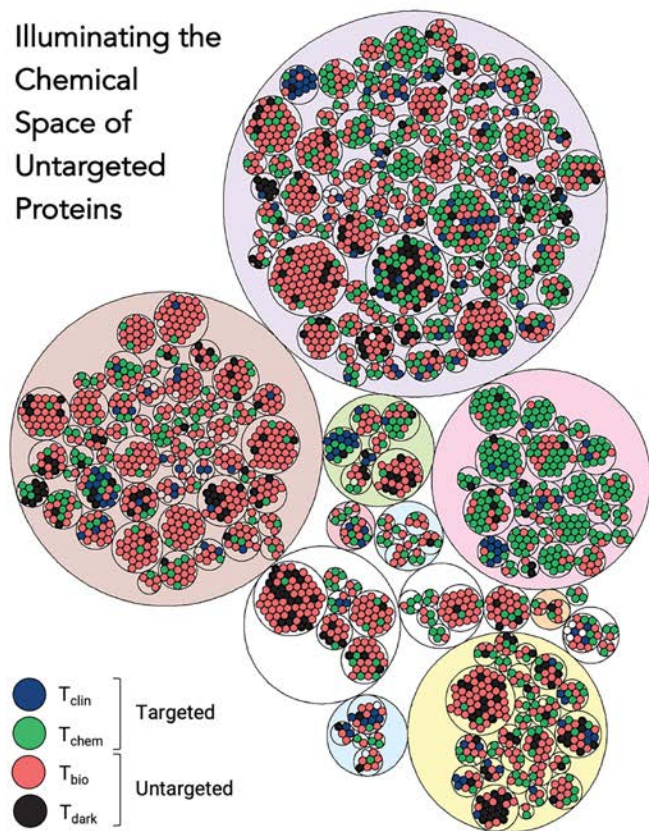 Illuminating the
Chemical
Space of
Untargeted
Proteins
Tclin
Tchem
Targeted
Tbio
Tdark
Untargeted